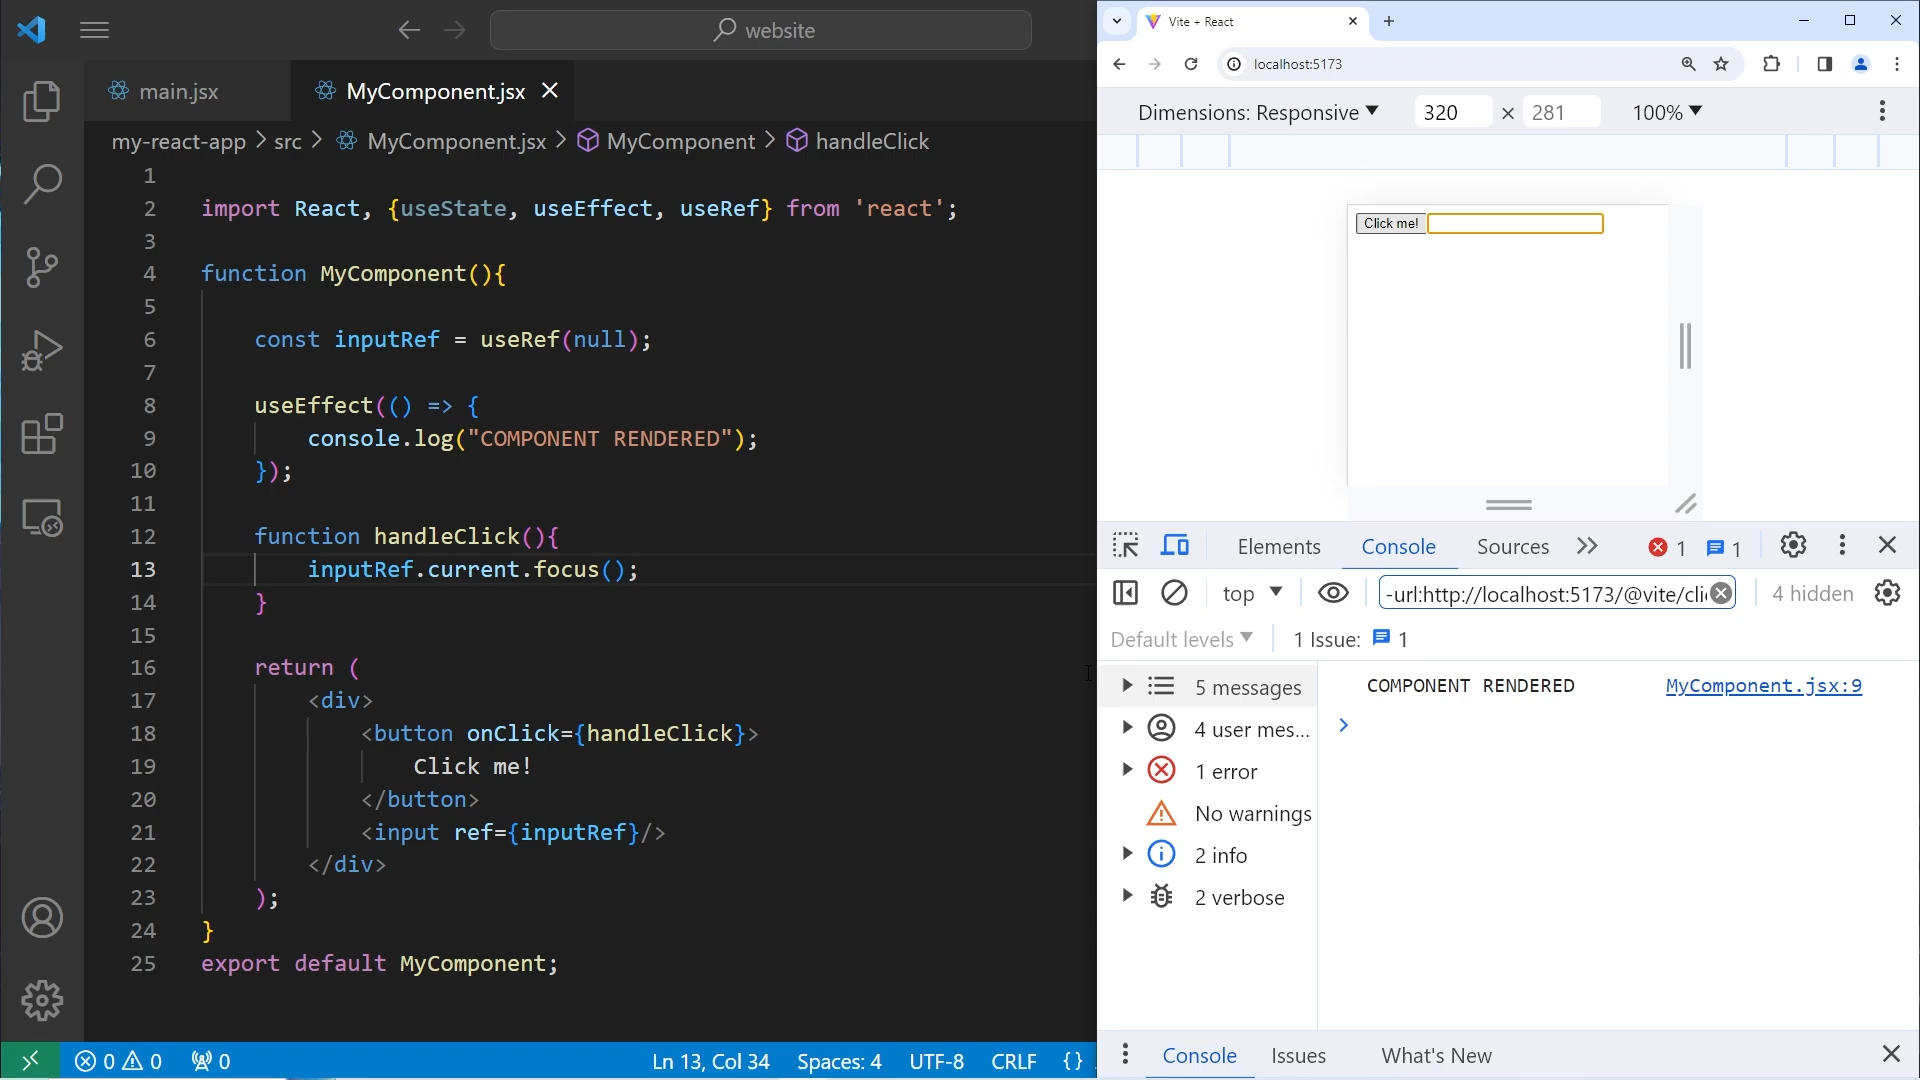 website
main.jsx
MyComponent.jsx
my-react-app > src > MyComponent.jsx > MyComponent > handleClick
1
2 import React, {useState, useEffect, useRef} from 'react';
3
4 function MyComponent(){
5
6 const inputRef = useRef(null);
7
8 useEffect(() => {
9 console.log("COMPONENT RENDERED");
10 });
11
12 function handleClick(){
13 inputRef.current.focus();
14 }
15
16 return (
17 <div>
18 <button onClick={handleClick}>
19 Click me!
20 </button>
21 <input ref={inputRef}/>
22 </div>
23 );
24 }
25 export default MyComponent;
0 0 0
Ln 13, Col 34 Spaces: 4 UTF-8 CRLF {}
Vite + React
localhost:5173
Dimensions: Responsive 320 × 281 100%
Click me!
Elements Console Sources 1 1
top -url:http://localhost:5173/@vite/cli 4 hidden
Default levels 1 Issue: 1
5 messages
4 user mes...
1 error
No warnings
2 info
2 verbose
COMPONENT RENDERED MyComponent.jsx:9
Console Issues What's New